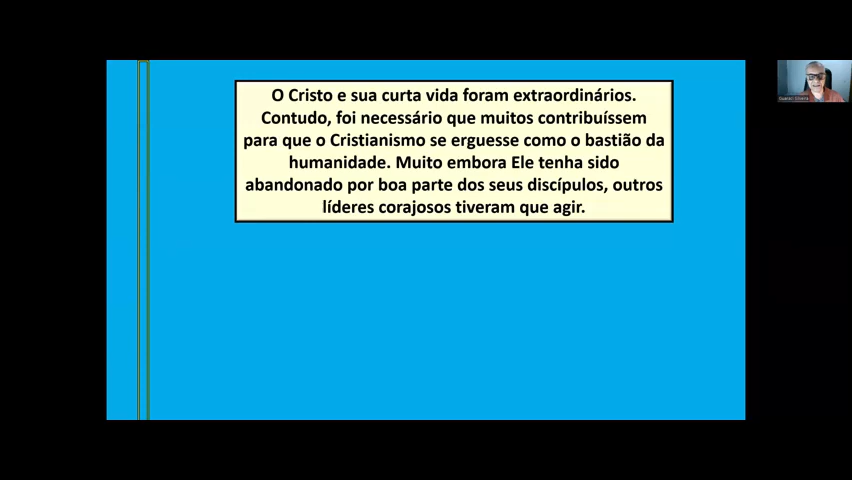 O Cristo e sua curta vida foram extraordinários.
Contudo, foi necessário que muitos contribuíssem
para que o Cristianismo se erguesse como o bastião da
humanidade. Muito embora Ele tenha sido
abandonado por boa parte dos seus discípulos, outros
líderes corajosos tiveram que agir.